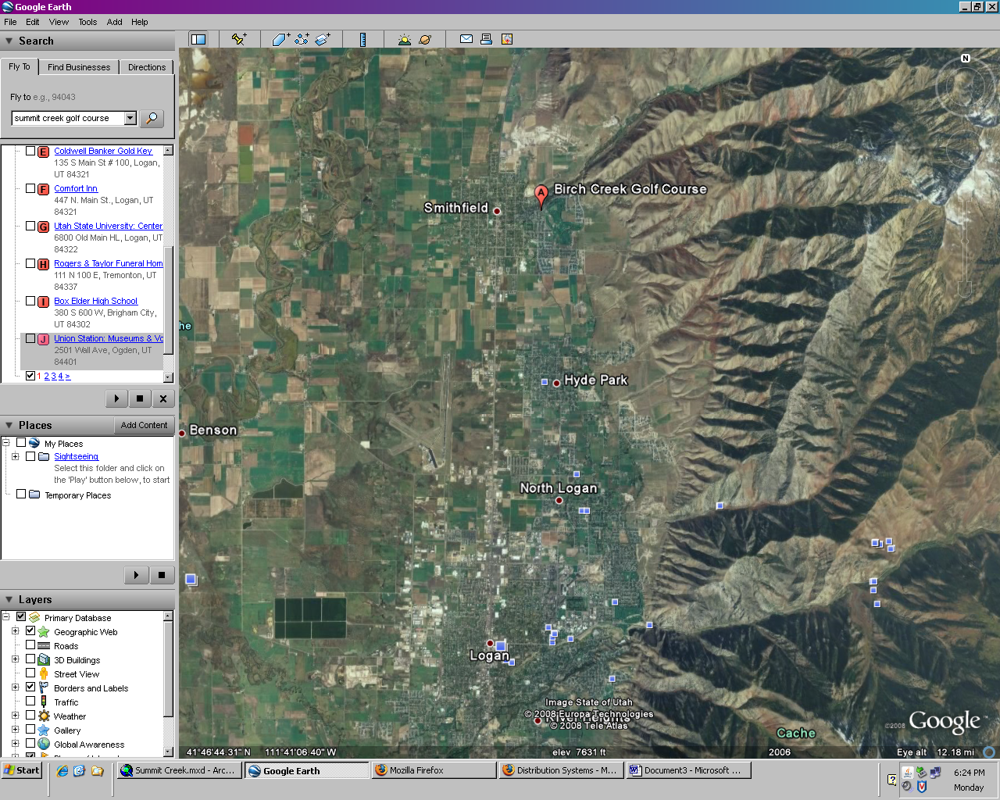 Google Earth
File Edit View Tools Add Help
Search
Fly To Find Businesses Directions
Fly to e.g., 94043
summit creek golf course
E Coldwell Banker Gold Key
135 S Main St # 100, Logan,
UT 84321
F Comfort Inn
447 N. Main St., Logan, UT
84321
G Utah State University: Center
6800 Old Main HL, Logan, UT
84322
H Rogers & Taylor Funeral Hom
111 N 100 E, Tremonton, UT
84337
I Box Elder High School
380 S 600 W, Brigham City,
UT 84302
J Union Station: Museums & Vo
2501 Wall Ave, Ogden, UT
84401
1 2 3 4 >
Places
Add Content
My Places
Sightseeing
Select this folder and click on
the 'Play' button below, to start
Temporary Places
Layers
Primary Database
Geographic Web
Roads
3D Buildings
Street View
Borders and Labels
Traffic
Weather
Gallery
Global Awareness
N
A Birch Creek Golf Course
Smithfield
he
Hyde Park
Benson
North Logan
Logan
River Heights
Image State of Utah
© 2008 Europa Technologies
© 2008 Tele Atlas
Cache
©2008 Google™
41°46'44.31" N 111°41'06.40" W elev 7631 ft 2006 Eye alt 12.18 mi
Start
Summit Creek.mxd - Arc...
Google Earth
Mozilla Firefox
Distribution Systems - M...
Document3 - Microsoft ...
6:24 PM
Monday